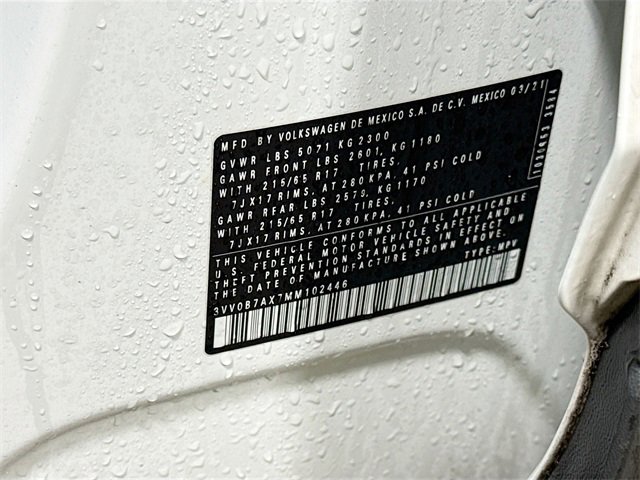 MFD BY VOLKSWAGEN DE MEXICO S.A. DE C.V. MEXICO 03/21
GVWR LBS 5071 KG 2300
GAWR FRONT LBS 2601, KG 1180
WITH 215/65 R17 TIRES.
7JX17 RIMS, AT 280 KPA, 41 PSI COLD
GAWR REAR LBS 2579, KG 1170
WITH 215/65 R17 TIRES.
7JX17 RIMS, AT 280 KPA, 41 PSI COLD
THIS VEHICLE CONFORMS TO ALL APPLICABLE
U.S. FEDERAL MOTOR VEHICLE SAFETY AND
THEFT PREVENTION STANDARDS IN EFFECT ON
THE DATE OF MANUFACTURE SHOWN ABOVE.
TYPE: MPV
3VV0B7AX7MM102446